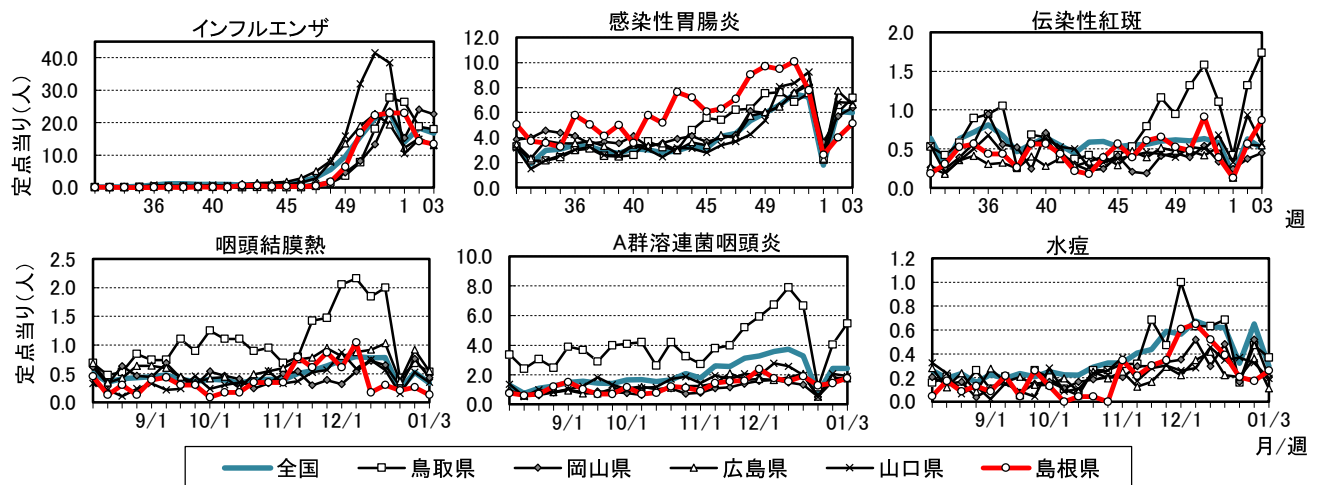 インフルエンザ
感染性胃腸炎
伝染性紅斑
定点当り(人)
40.0
30.0
20.0
10.0
0.0
36 40 45 49 1 03
12.0
10.0
8.0
6.0
4.0
2.0
0.0
36 40 45 49 1 03
2.0
1.5
1.0
0.5
0.0
36 40 45 49 1 03
週
咽頭結膜熱
A群溶連菌咽頭炎
水痘
定点当り(人)
2.5
2.0
1.5
1.0
0.5
0.0
9/1 10/1 11/1 12/1 01/3
10.0
8.0
6.0
4.0
2.0
0.0
9/1 10/1 11/1 12/1 01/3
1.2
1.0
0.8
0.6
0.4
0.2
0.0
9/1 10/1 11/1 12/1 01/3
月/週
全国 鳥取県 岡山県 広島県 山口県 島根県